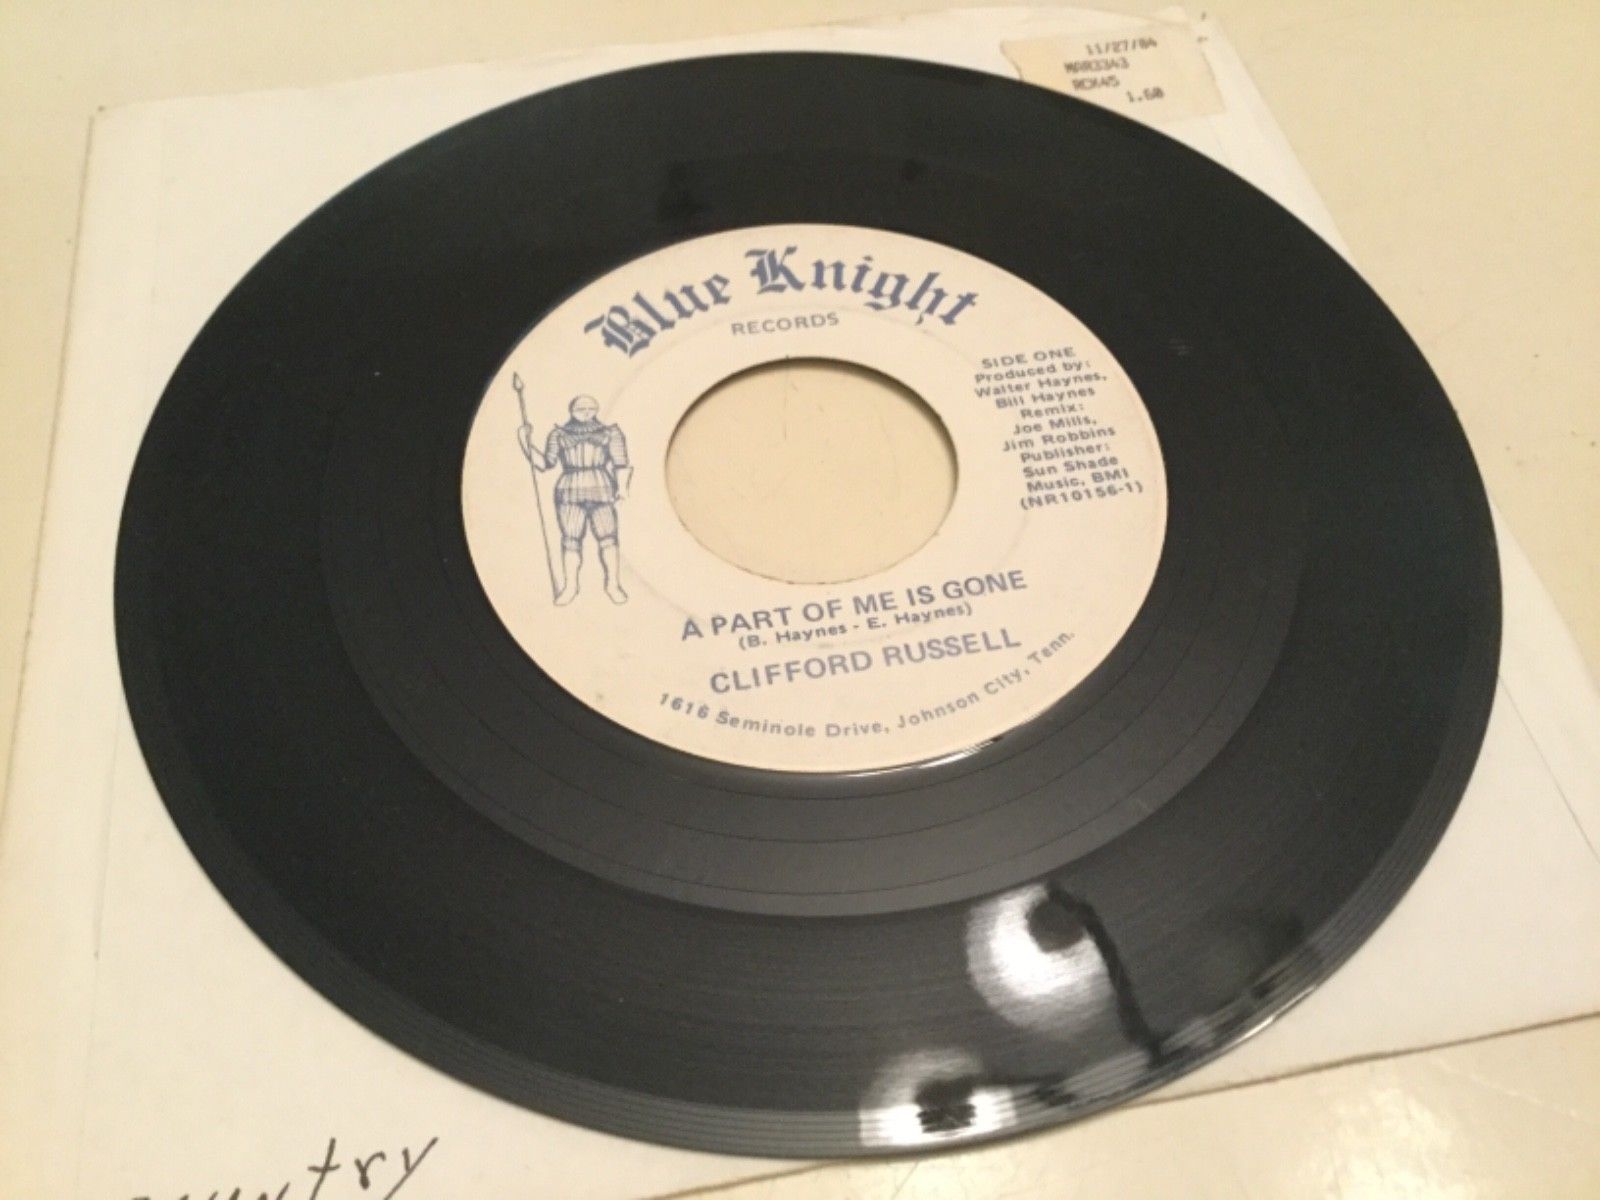 11/27/84
MAR3343
RCK45
1.60
Blue Knight
RECORDS
SIDE ONE
Produced by:
Walter Haynes,
Bill Haynes
Remix:
Joe Mills,
Jim Robbins
Publisher:
Sun Shade
Music, BMI
(NR10156-1)
A PART OF ME IS GONE
(B. Haynes - E. Haynes)
CLIFFORD RUSSELL
1616 Seminole Drive, Johnson City, Tenn.